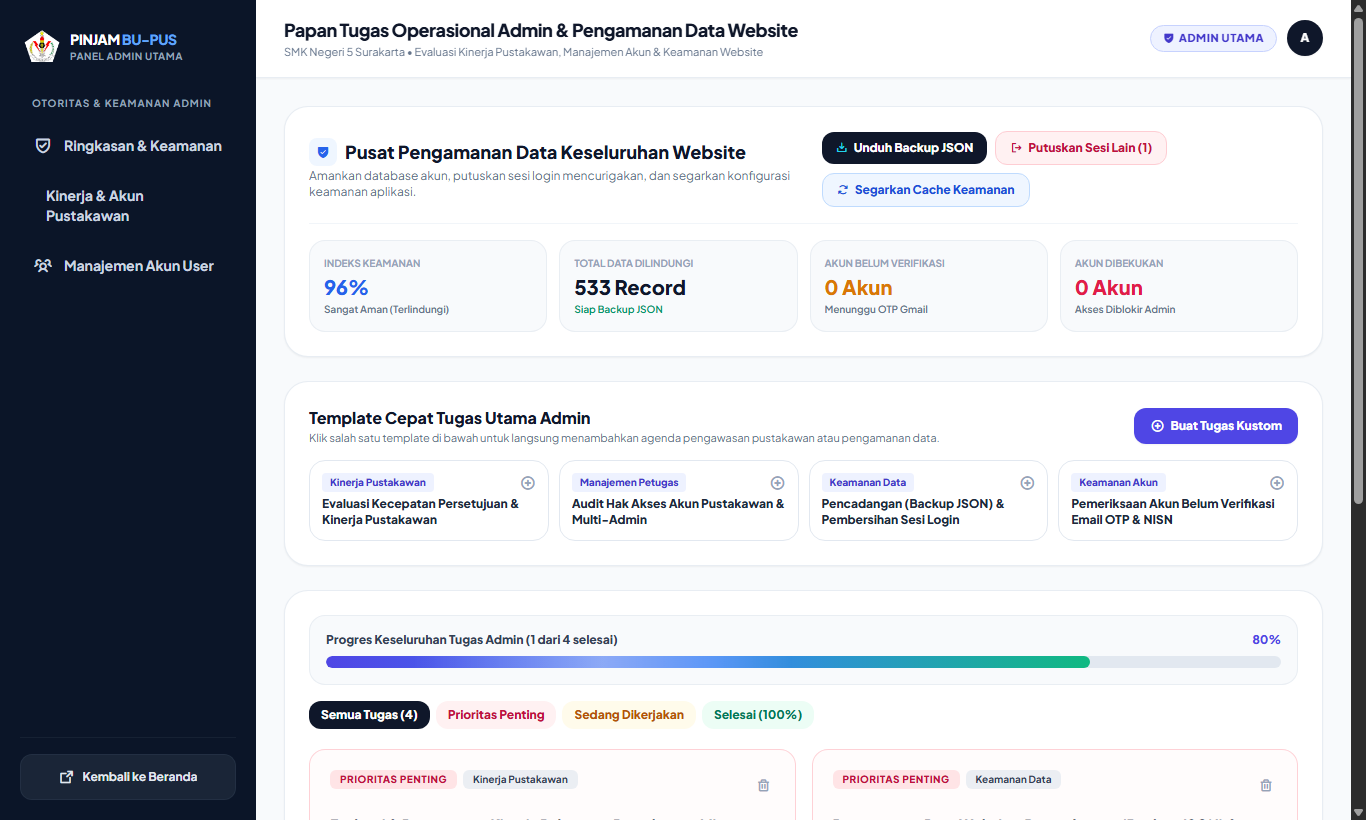 PINJAM BU-PUS
PANEL ADMIN UTAMA
OTORITAS & KEAMANAN ADMIN
Ringkasan & Keamanan
Kinerja & Akun
Pustakawan
Manajemen Akun User
Kembali ke Beranda
Papan Tugas Operasional Admin & Pengamanan Data Website
SMK Negeri 5 Surakarta • Evaluasi Kinerja Pustakawan, Manajemen Akun & Keamanan Website
ADMIN UTAMA
A
Pusat Pengamanan Data Keseluruhan Website
Amankan database akun, putuskan sesi login mencurigakan, dan segarkan konfigurasi
keamanan aplikasi.
Unduh Backup JSON
Putuskan Sesi Lain (1)
Segarkan Cache Keamanan
INDEKS KEAMANAN
96%
Sangat Aman (Terlindungi)
TOTAL DATA DILINDUNGI
533 Record
Siap Backup JSON
AKUN BELUM VERIFIKASI
0 Akun
Menunggu OTP Gmail
AKUN DIBEKUKAN
0 Akun
Akses Diblokir Admin
Template Cepat Tugas Utama Admin
Klik salah satu template di bawah untuk langsung menambahkan agenda pengawasan pustakawan atau pengamanan data.
Buat Tugas Kustom
Kinerja Pustakawan
Evaluasi Kecepatan Persetujuan &
Kinerja Pustakawan
Manajemen Petugas
Audit Hak Akses Akun Pustakawan &
Multi-Admin
Keamanan Data
Pencadangan (Backup JSON) &
Pembersihan Sesi Login
Keamanan Akun
Pemeriksaan Akun Belum Verifikasi
Email OTP & NISN
Progres Keseluruhan Tugas Admin (1 dari 4 selesai)
80%
Semua Tugas (4)
Prioritas Penting
Sedang Dikerjakan
Selesai (100%)
PRIORITAS PENTING
Kinerja Pustakawan
PRIORITAS PENTING
Keamanan Data